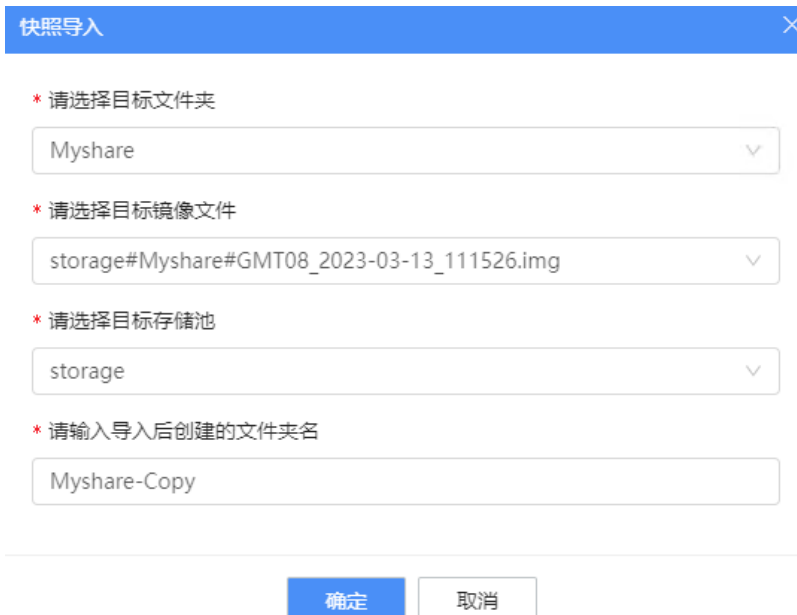 快照导入
* 请选择目标文件夹
Myshare
* 请选择目标镜像文件
storage#Myshare#GMT08_2023-03-13_111526.img
* 请选择目标存储池
storage
* 请输入导入后创建的文件夹名
Myshare-Copy
确定 取消